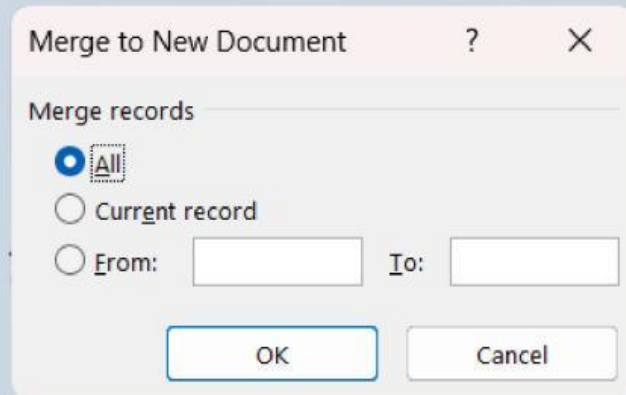 Merge to New Document ? ×
Merge records
All
Current record
From: To:
OK Cancel